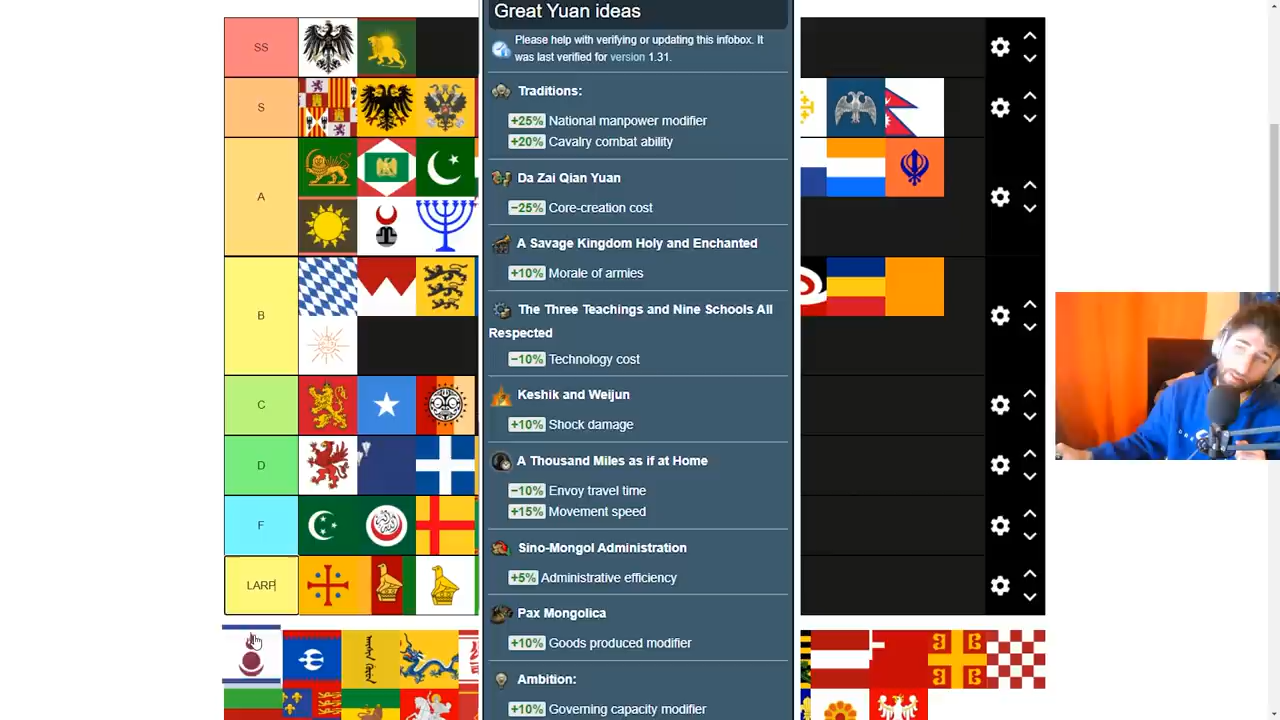 Great Yuan ideas
Please help with verifying or updating this infobox. It
was last verified for version 1.31.
Traditions:
+25% National manpower modifier
+20% Cavalry combat ability
Da Zai Qian Yuan
−25% Core-creation cost
A Savage Kingdom Holy and Enchanted
+10% Morale of armies
The Three Teachings and Nine Schools All
Respected
−10% Technology cost
Keshik and Weijun
+10% Shock damage
A Thousand Miles as if at Home
−10% Envoy travel time
+15% Movement speed
Sino-Mongol Administration
+5% Administrative efficiency
Pax Mongolica
+10% Goods produced modifier
Ambition:
+10% Governing capacity modifier
SS
S
A
B
C
D
F
LARP